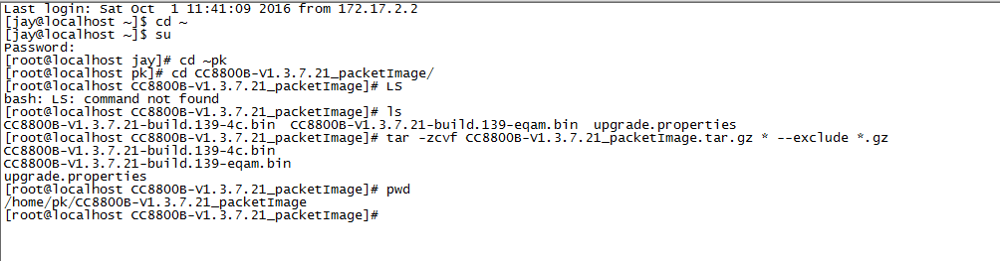 Last login: Sat Oct  1 11:41:09 2016 from 172.17.2.2
[jay@localhost ~]$ cd ~
[jay@localhost ~]$ su
Password:
[root@localhost jay]# cd ~pk
[root@localhost pk]# cd CC8800B-V1.3.7.21_packetImage/
[root@localhost CC8800B-V1.3.7.21_packetImage]# LS
bash: LS: command not found
[root@localhost CC8800B-V1.3.7.21_packetImage]# ls
CC8800B-V1.3.7.21-build.139-4c.bin  CC8800B-V1.3.7.21-build.139-eqam.bin  upgrade.properties
[root@localhost CC8800B-V1.3.7.21_packetImage]# tar -zcvf CC8800B-V1.3.7.21_packetImage.tar.gz * --exclude *.gz
CC8800B-V1.3.7.21-build.139-4c.bin
CC8800B-V1.3.7.21-build.139-eqam.bin
upgrade.properties
[root@localhost CC8800B-V1.3.7.21_packetImage]# pwd
/home/pk/CC8800B-V1.3.7.21_packetImage
[root@localhost CC8800B-V1.3.7.21_packetImage]#